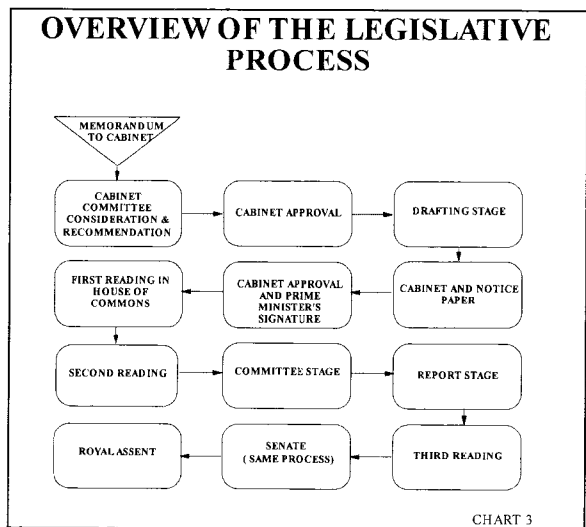 OVERVIEW OF THE LEGISLATIVE
PROCESS
MEMORANDUM
TO CABINET
CABINET
COMMITTEE
CONSIDERATION &
RECOMMENDATION
CABINET APPROVAL
DRAFTING STAGE
FIRST READING IN
HOUSE OF
COMMONS
CABINET APPROVAL
AND PRIME
MINISTER'S
SIGNATURE
CABINET AND NOTICE
PAPER
SECOND READING
COMMITTEE STAGE
REPORT STAGE
ROYAL ASSENT
SENATE
( SAME PROCESS)
THIRD READING
CHART 3